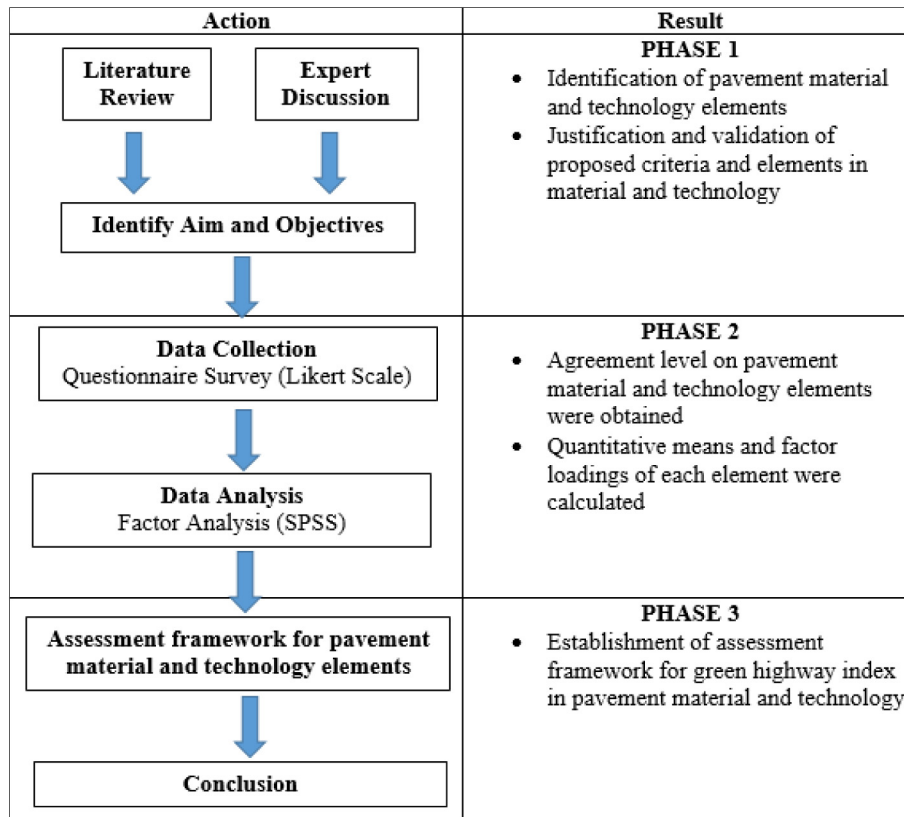 Action
Result
Literature
Review
Expert
Discussion
Identify Aim and Objectives
PHASE 1
• Identification of pavement material
and technology elements
• Justification and validation of
proposed criteria and elements in
material and technology
Data Collection
Questionnaire Survey (Likert Scale)
Data Analysis
Factor Analysis (SPSS)
PHASE 2
• Agreement level on pavement
material and technology elements
were obtained
• Quantitative means and factor
loadings of each element were
calculated
Assessment framework for pavement
material and technology elements
Conclusion
PHASE 3
• Establishment of assessment
framework for green highway index
in pavement material and technology